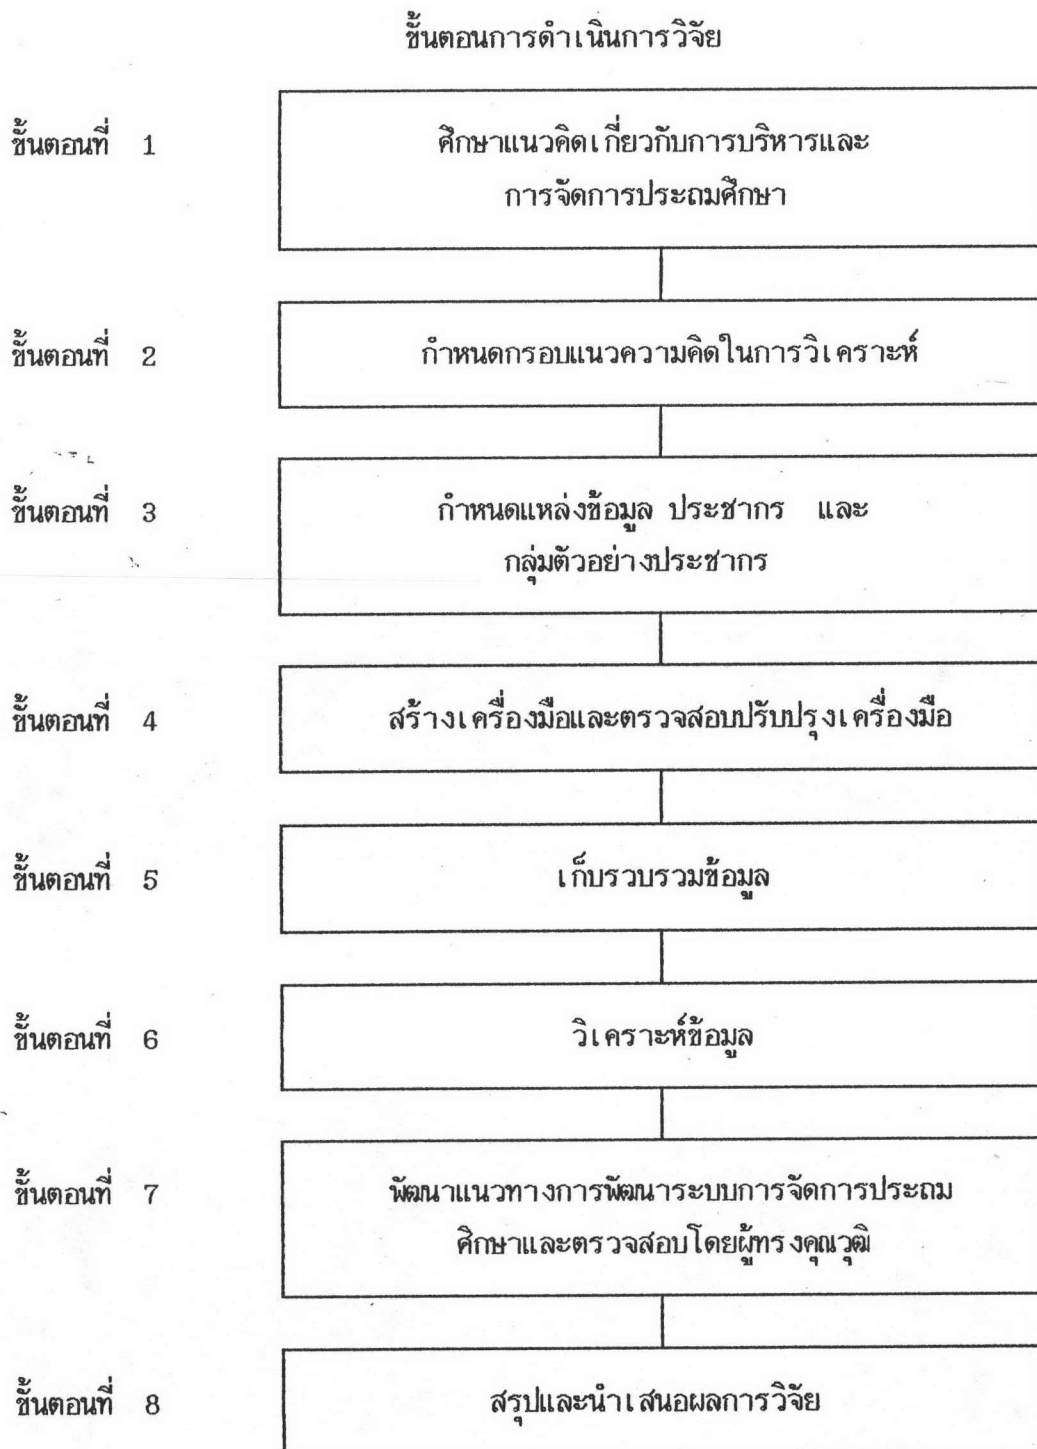 ขั้นตอนการดำเนินการวิจัย
ขั้นตอนที่ 1
ศึกษาแนวคิดเกี่ยวกับการบริหารและ
การจัดการประถมศึกษา
ขั้นตอนที่ 2
กำหนดกรอบแนวความคิดในการวิเคราะห์
ขั้นตอนที่ 3
กำหนดแหล่งข้อมูล ประชากร และ
กลุ่มตัวอย่างประชากร
ขั้นตอนที่ 4
สร้างเครื่องมือและตรวจสอบปรับปรุงเครื่องมือ
ขั้นตอนที่ 5
เก็บรวบรวมข้อมูล
ขั้นตอนที่ 6
วิเคราะห์ข้อมูล
ขั้นตอนที่ 7
พัฒนาแนวทางการพัฒนาระบบการจัดการประถม
ศึกษาและตรวจสอบโดยผู้ทรงคุณวุฒิ
ขั้นตอนที่ 8
สรุปและนำเสนอผลการวิจัย